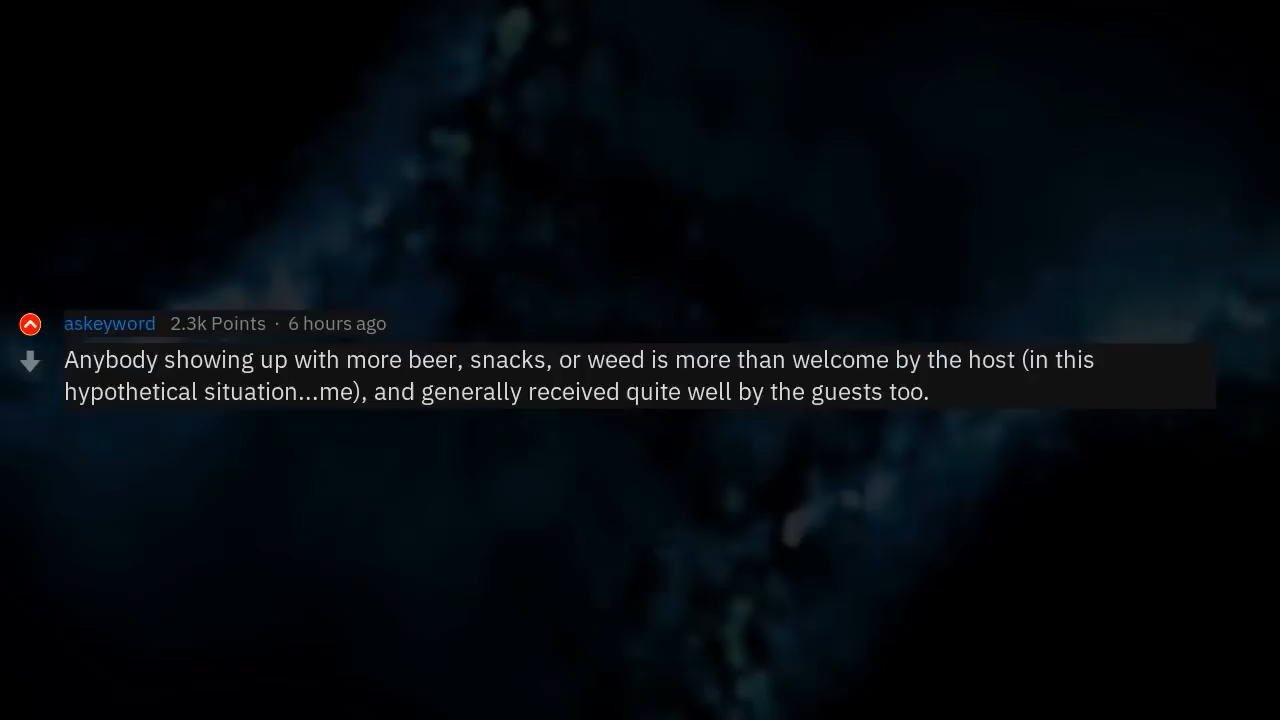 askeyword 2.3k Points · 6 hours ago
Anybody showing up with more beer, snacks, or weed is more than welcome by the host (in this
hypothetical situation...me), and generally received quite well by the guests too.